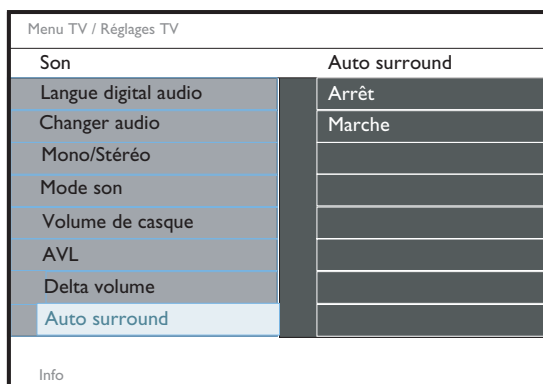 Menu TV / Réglages TV
Son Auto surround
Langue digital audio Arrêt
Changer audio Marche
Mono/Stéréo
Mode son
Volume de casque
AVL
Delta volume
Auto surround
Info